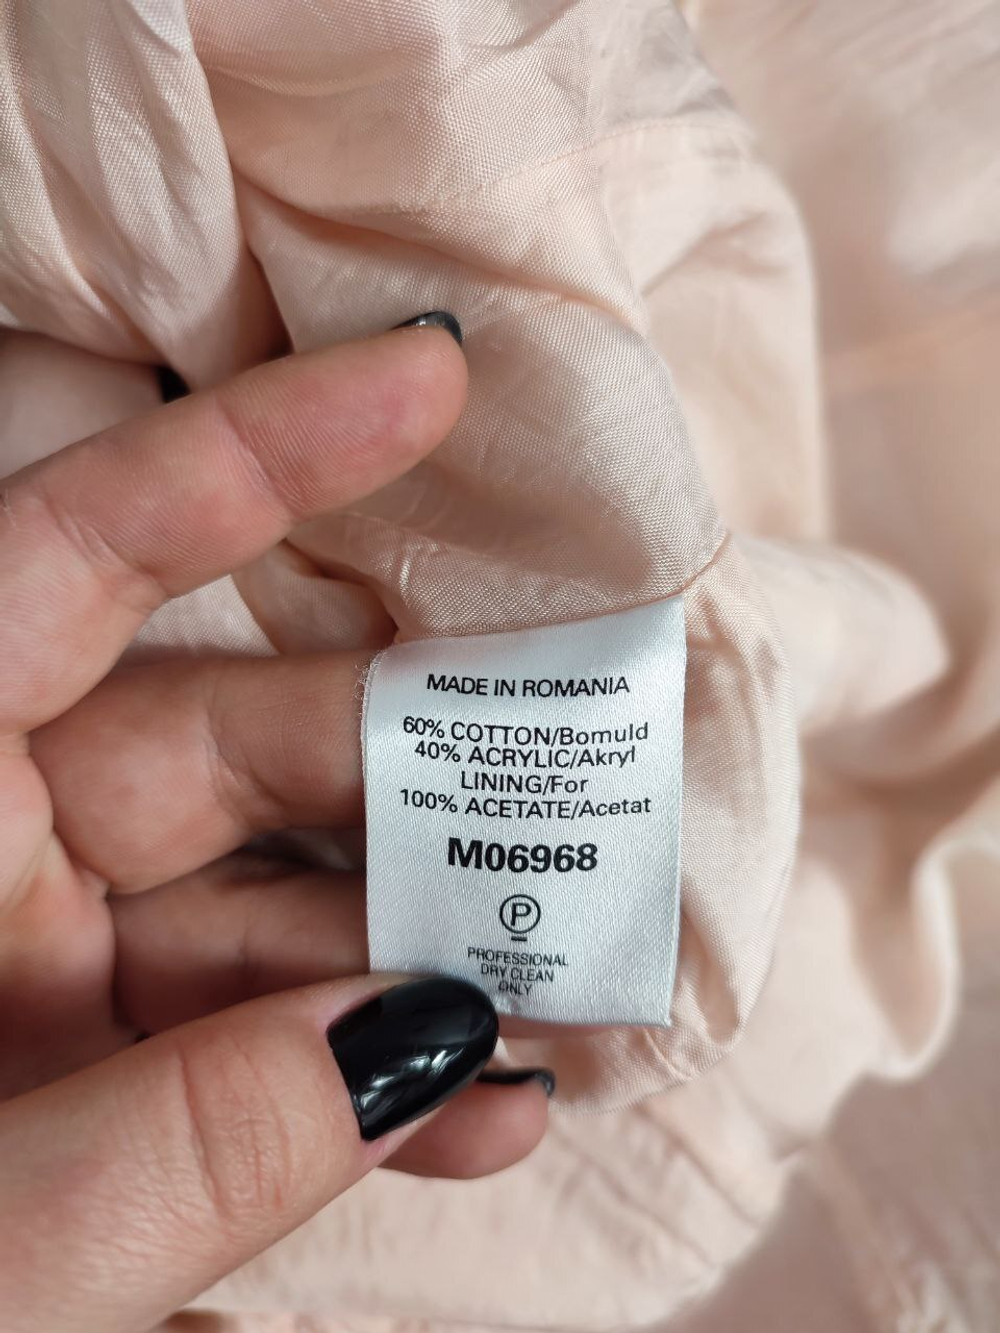 MADE IN ROMANIA
60% COTTON/Bomuld
40% ACRYLIC/Akryl
LINING/For
100% ACETATE/Acetat
M06968
P
PROFESSIONAL
DRY CLEAN
ONLY